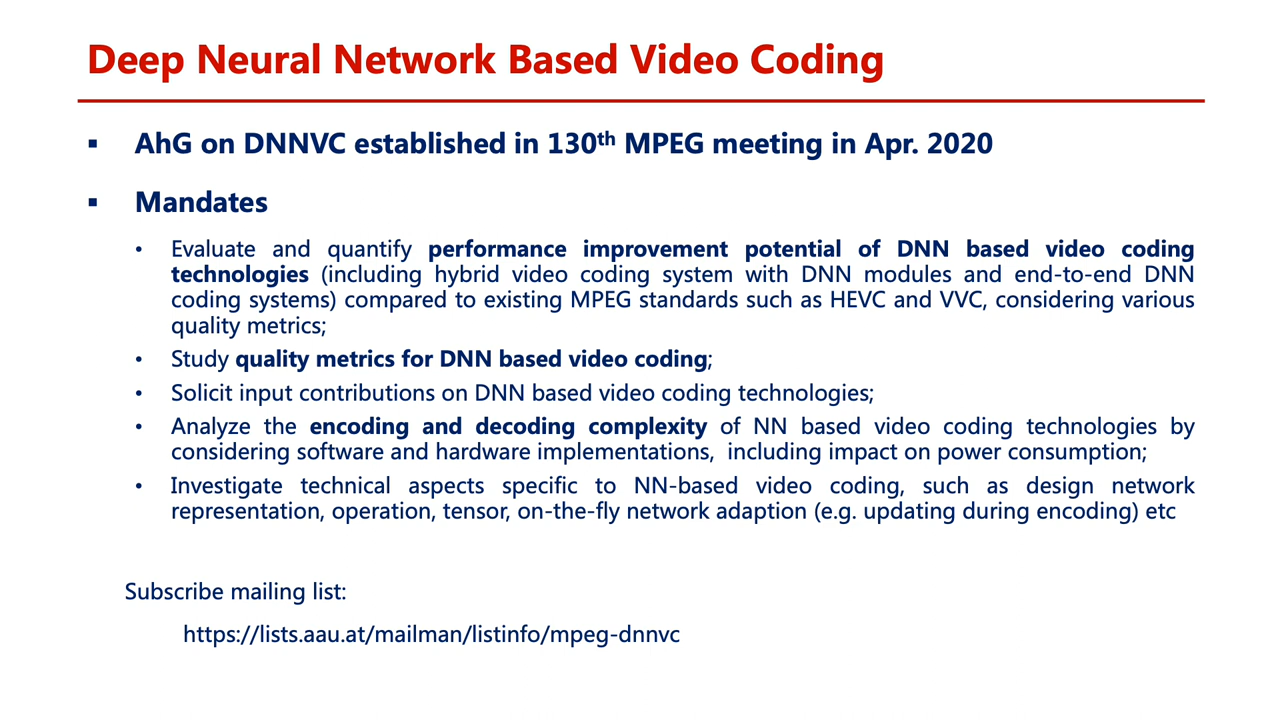 Deep Neural Network Based Video Coding
▪ AhG on DNNVC established in 130th MPEG meeting in Apr. 2020
▪ Mandates
• Evaluate and quantify performance improvement potential of DNN based video coding
technologies (including hybrid video coding system with DNN modules and end-to-end DNN
coding systems) compared to existing MPEG standards such as HEVC and VVC, considering various
quality metrics;
• Study quality metrics for DNN based video coding;
• Solicit input contributions on DNN based video coding technologies;
• Analyze the encoding and decoding complexity of NN based video coding technologies by
considering software and hardware implementations, including impact on power consumption;
• Investigate technical aspects specific to NN-based video coding, such as design network
representation, operation, tensor, on-the-fly network adaption (e.g. updating during encoding) etc
Subscribe mailing list:
https://lists.aau.at/mailman/listinfo/mpeg-dnnvc